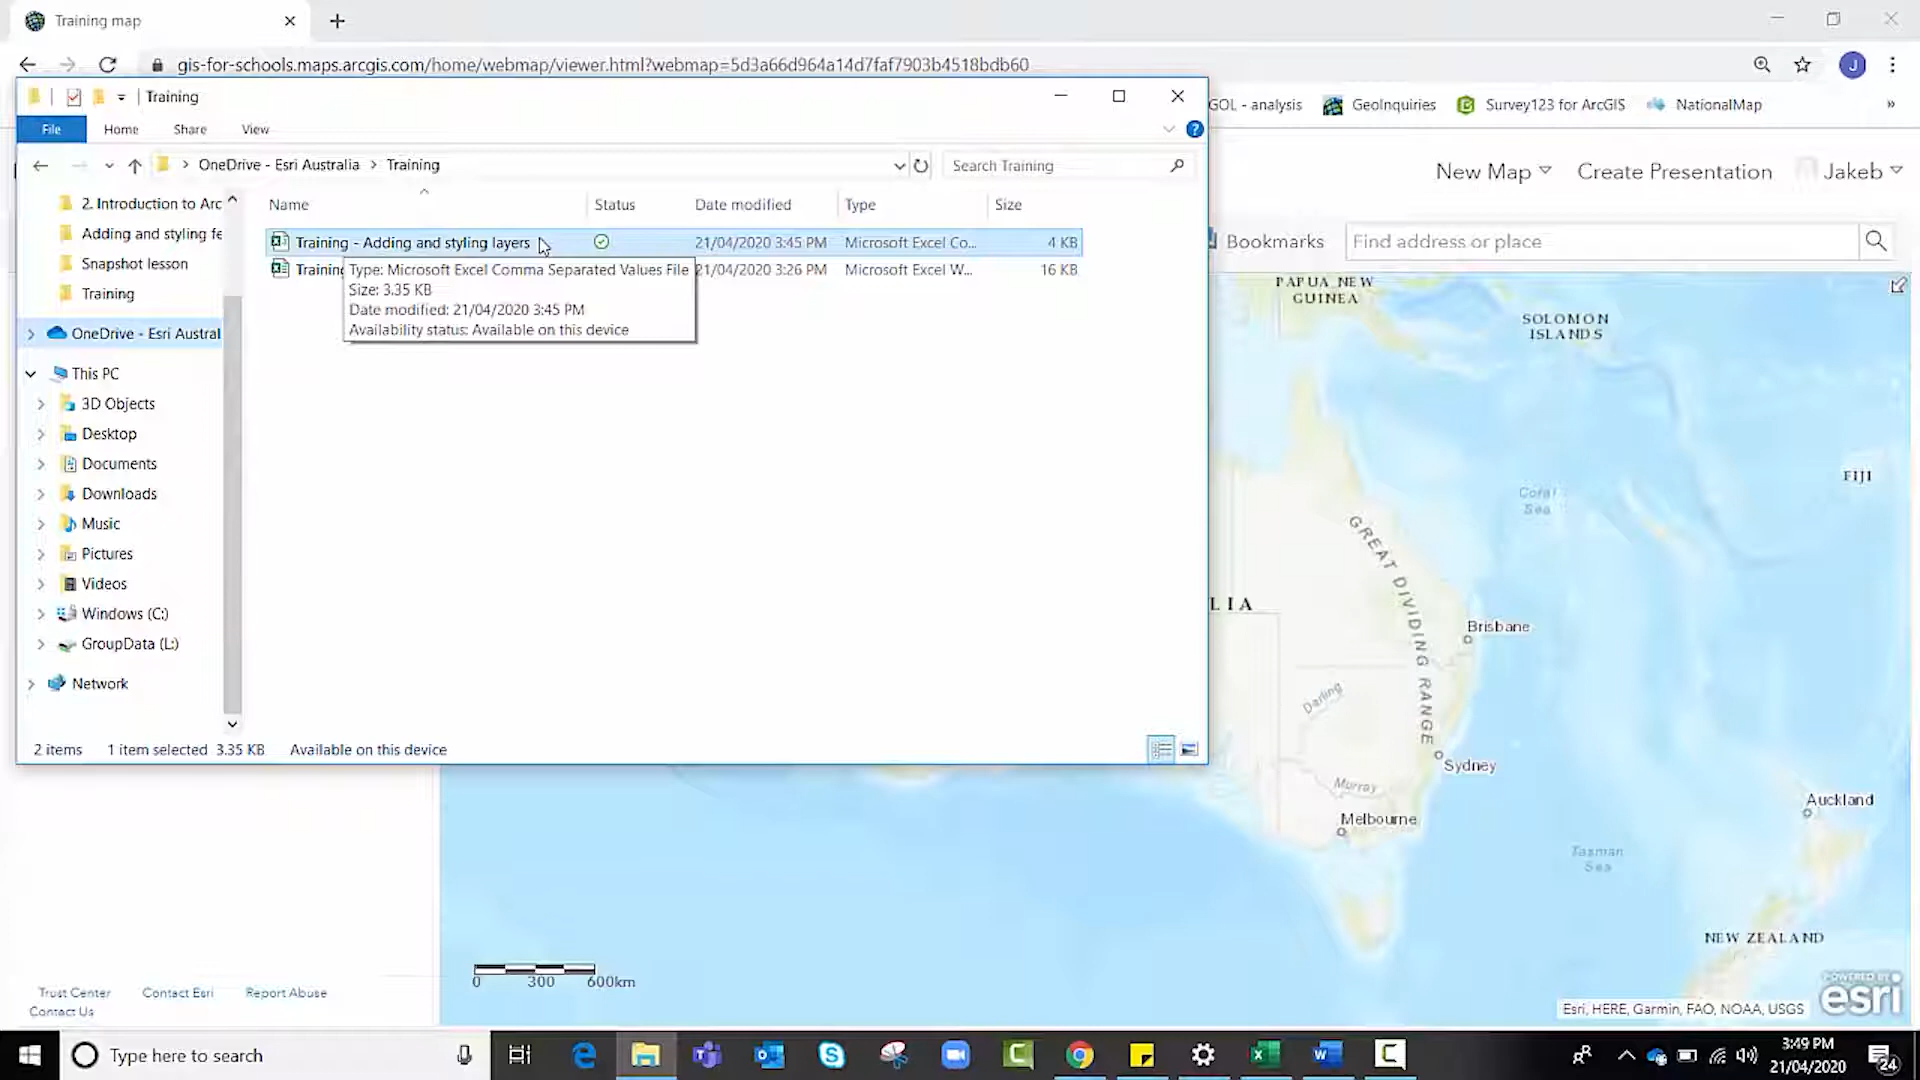 Training map
gis-for-schools.maps.arcgis.com/home/webmap/viewer.html?webmap=5d3a66d964a14d7faf7903b4518bdb60
J
Training
GOL - analysis GeoInquiries Survey123 for ArcGIS NationalMap »
File Home Share View
OneDrive - Esri Australia > Training
Search Training
New Map Create Presentation Jakeb
2. Introduction to Arc
Adding and styling fe
Snapshot lesson
Training
OneDrive - Esri Austral
This PC
3D Objects
Desktop
Documents
Downloads
Music
Pictures
Videos
Windows (C:)
GroupData (L:)
Network
Name Status Date modified Type Size
Training - Adding and styling layers 21/04/2020 3:45 PM Microsoft Excel Co... 4 KB
21/04/2020 3:26 PM Microsoft Excel W... 16 KB
Type: Microsoft Excel Comma Separated Values File
Size: 3.35 KB
Date modified: 21/04/2020 3:45 PM
Availability status: Available on this device
2 items 1 item selected 3.35 KB Available on this device
Bookmarks
Find address or place
PAPUA NEW
GUINEA
SOLOMON
ISLANDS
FIJI
Coral
Sea
GREAT DIVIDING RANGE
LIA
Brisbane
Darling
Sydney
Murray
Melbourne
Auckland
Tasman
Sea
NEW ZEALAND
0 300 600km
POWERED BY
esri
Esri, HERE, Garmin, FAO, NOAA, USGS
Trust Center Contact Esri Report Abuse
Contact Us
Type here to search
3:49 PM
21/04/2020
24